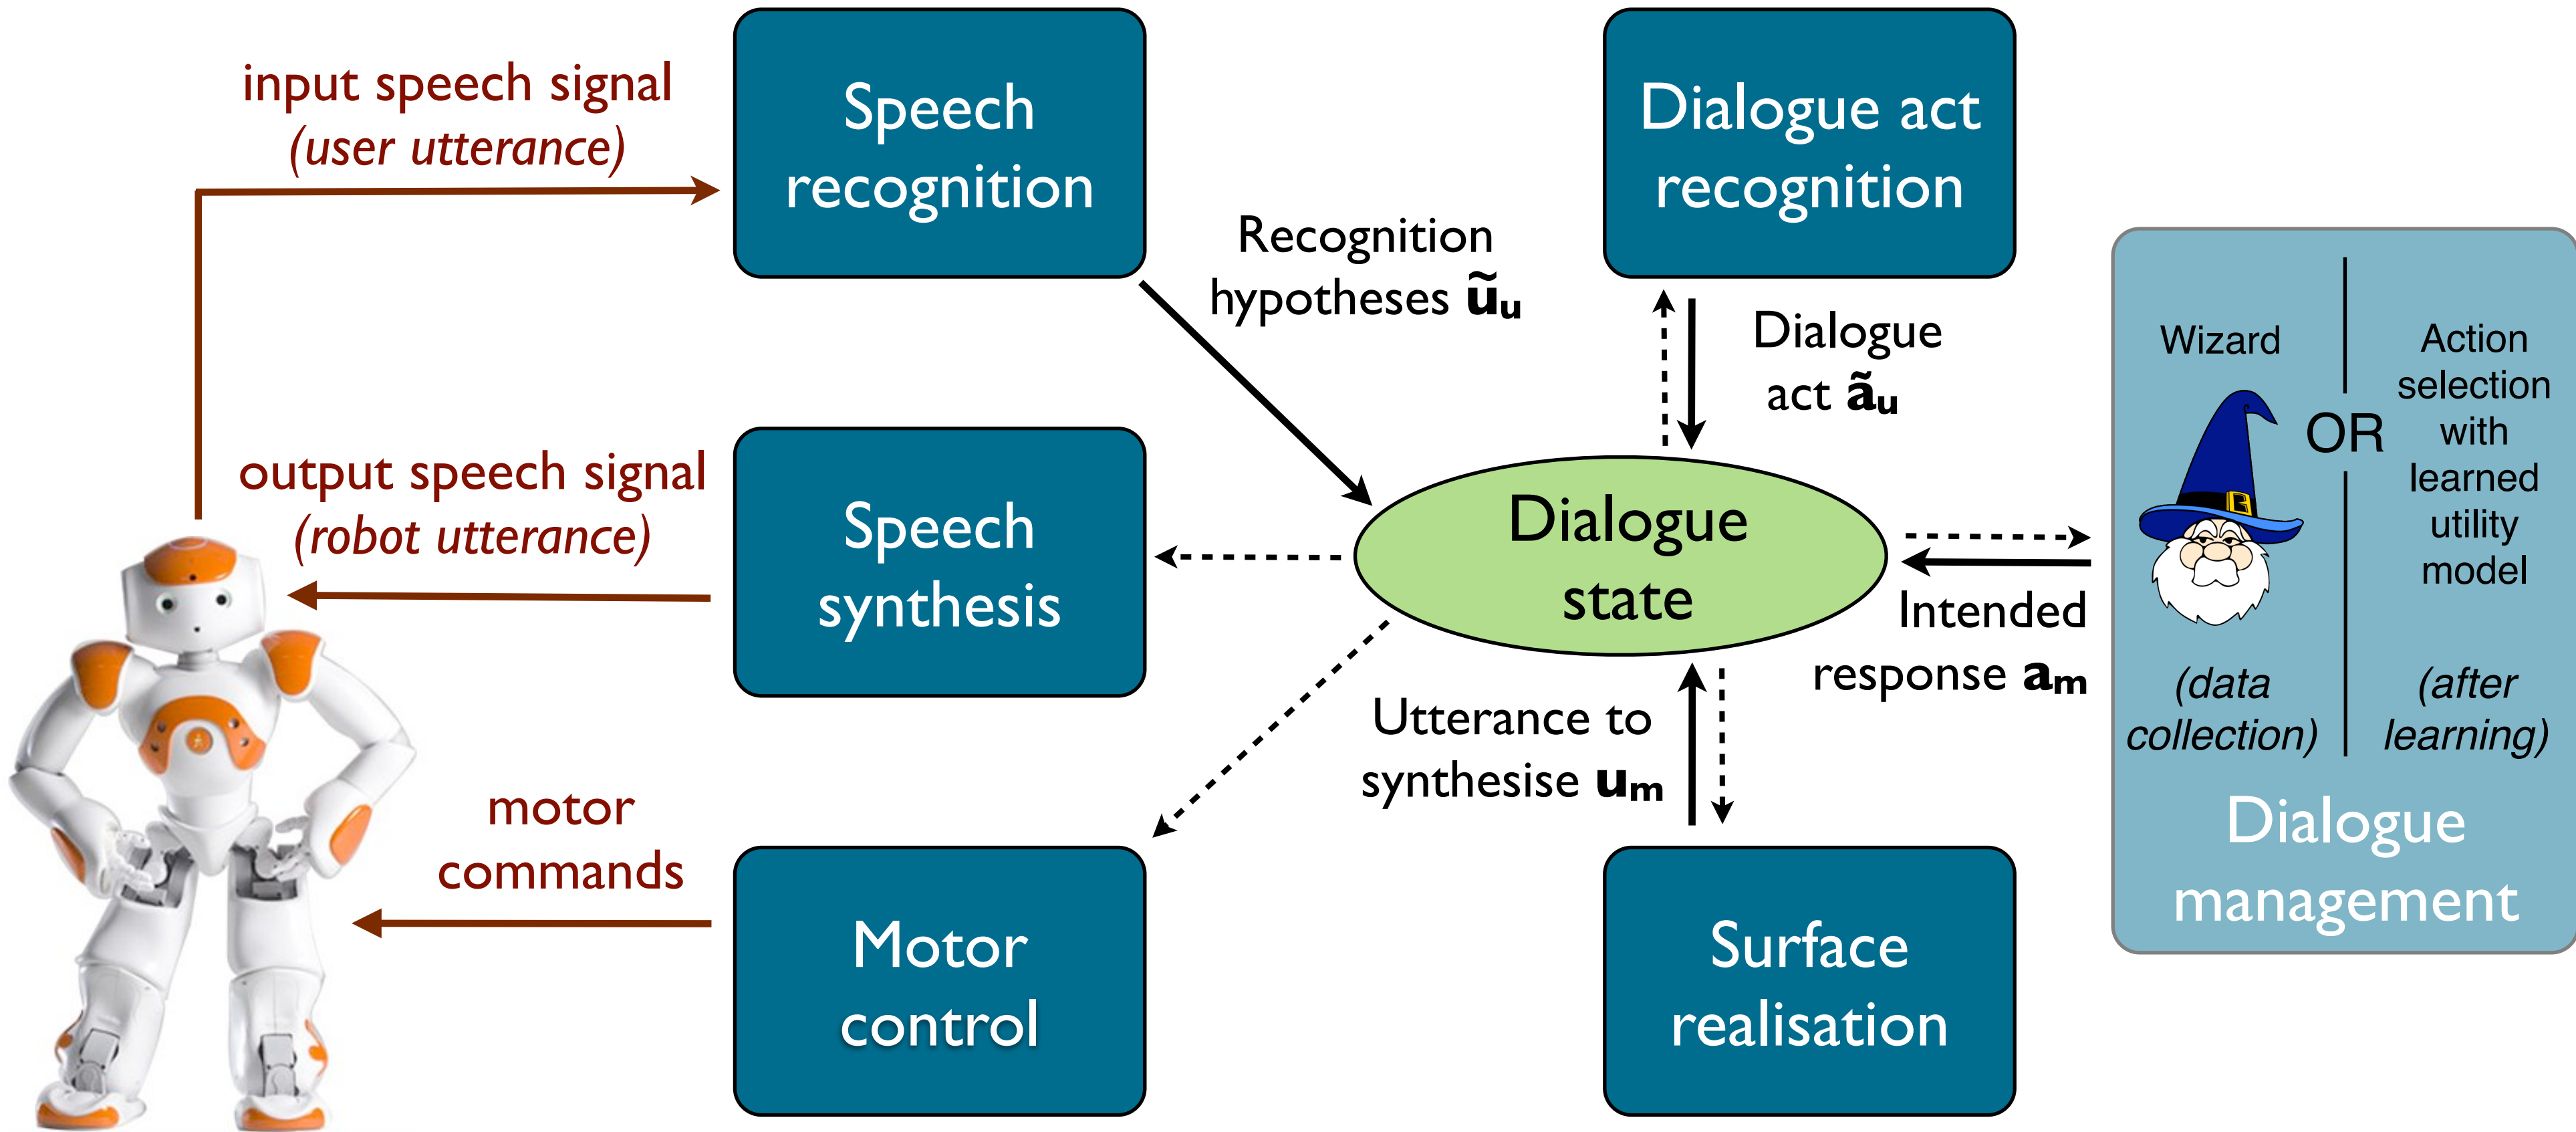 input speech signal
(user utterance)
Speech
recognition
Dialogue act
recognition
Recognition
hypotheses ũu
Dialogue
act ãu
output speech signal
(robot utterance)
Speech
synthesis
Dialogue
state
Intended
response am
Utterance to
synthesise um
motor
commands
Motor
control
Surface
realisation
Wizard
OR
Action
selection
with
learned
utility
model
(data
collection)
(after
learning)
Dialogue
management